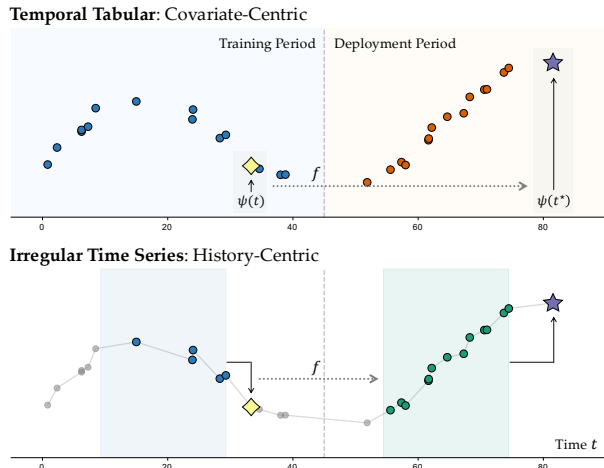 Temporal Tabular: Covariate-Centric
Training Period
Deployment Period
f
ψ(t)
ψ(t⋆)
0 20 40 60 80
Irregular Time Series: History-Centric
f
Time t
0 20 40 60 80